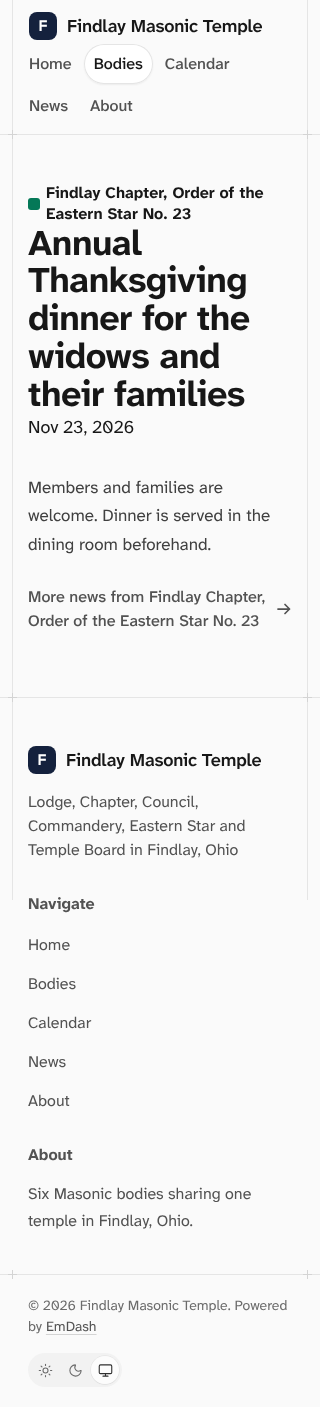 F Findlay Masonic Temple
Home Bodies Calendar
News About
Findlay Chapter, Order of the
Eastern Star No. 23
Annual
Thanksgiving
dinner for the
widows and
their families
Nov 23, 2026
Members and families are
welcome. Dinner is served in the
dining room beforehand.
More news from Findlay Chapter,
Order of the Eastern Star No. 23
F Findlay Masonic Temple
Lodge, Chapter, Council,
Commandery, Eastern Star and
Temple Board in Findlay, Ohio
Navigate
Home
Bodies
Calendar
News
About
About
Six Masonic bodies sharing one
temple in Findlay, Ohio.
© 2026 Findlay Masonic Temple. Powered
by EmDash